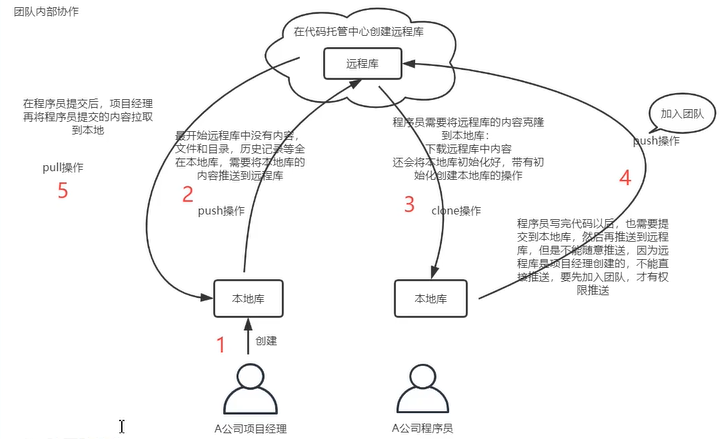 团队内部协作
在代码托管中心创建远程库
远程库
在程序员提交后，项目经理
再将程序员提交的内容拉取
到本地
pull操作
5
最开始远程库中没有内容，
文件和目录，历史记录等全
在本地库，需要将本地库的
内容推送到远程库
2
push操作
程序员需要将远程库的内容克隆
到本地库：
下载远程库中内容
还会将本地库初始化好，带有初
始化创建本地库的操作
3
clone操作
加入团队
push操作
4
程序员写完代码以后，也需要提
交到本地库，然后再推送到远程
库，但是不能随意推送，因为远
程库是项目经理创建的，不能直
接推送，要先加入团队，才有权
限推送
本地库
本地库
1
创建
A公司项目经理
A公司程序员